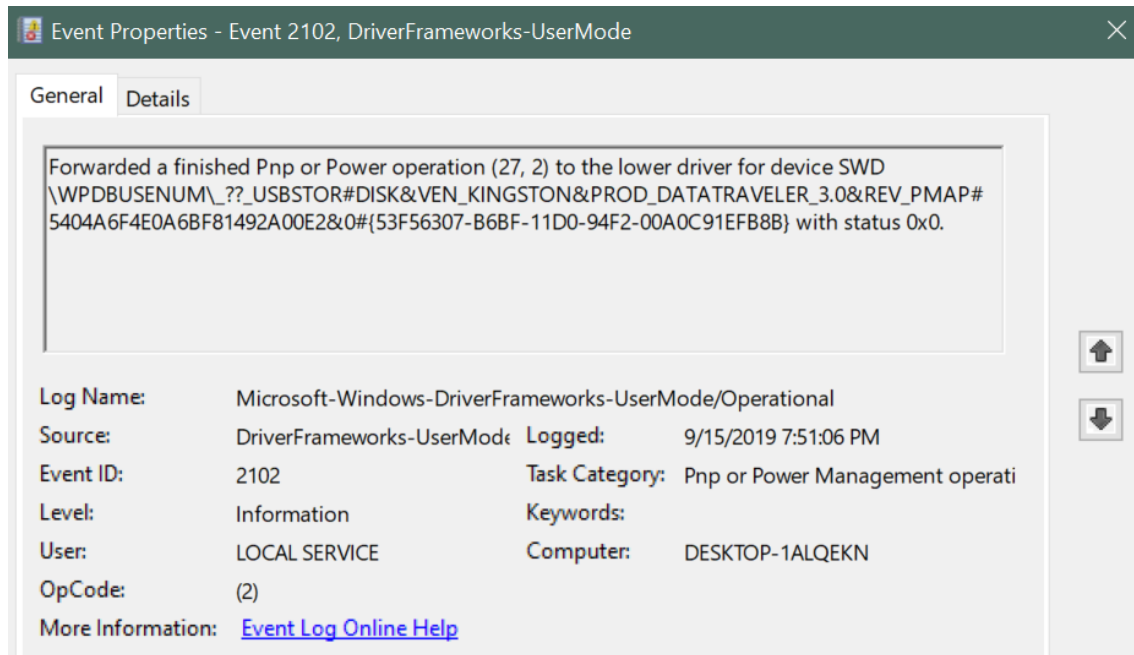 Event Properties - Event 2102, DriverFrameworks-UserMode
General Details
Forwarded a finished Pnp or Power operation (27, 2) to the lower driver for device SWD
\WPDBUSENUM\_??_USBSTOR#DISK&VEN_KINGSTON&PROD_DATATRAVELER_3.0&REV_PMAP#
5404A6F4E0A6BF81492A00E2&0#{53F56307-B6BF-11D0-94F2-00A0C91EFB8B} with status 0x0.
Log Name: Microsoft-Windows-DriverFrameworks-UserMode/Operational
Source: DriverFrameworks-UserMode Logged: 9/15/2019 7:51:06 PM
Event ID: 2102 Task Category: Pnp or Power Management operati
Level: Information Keywords:
User: LOCAL SERVICE Computer: DESKTOP-1ALQEKN
OpCode: (2)
More Information: Event Log Online Help